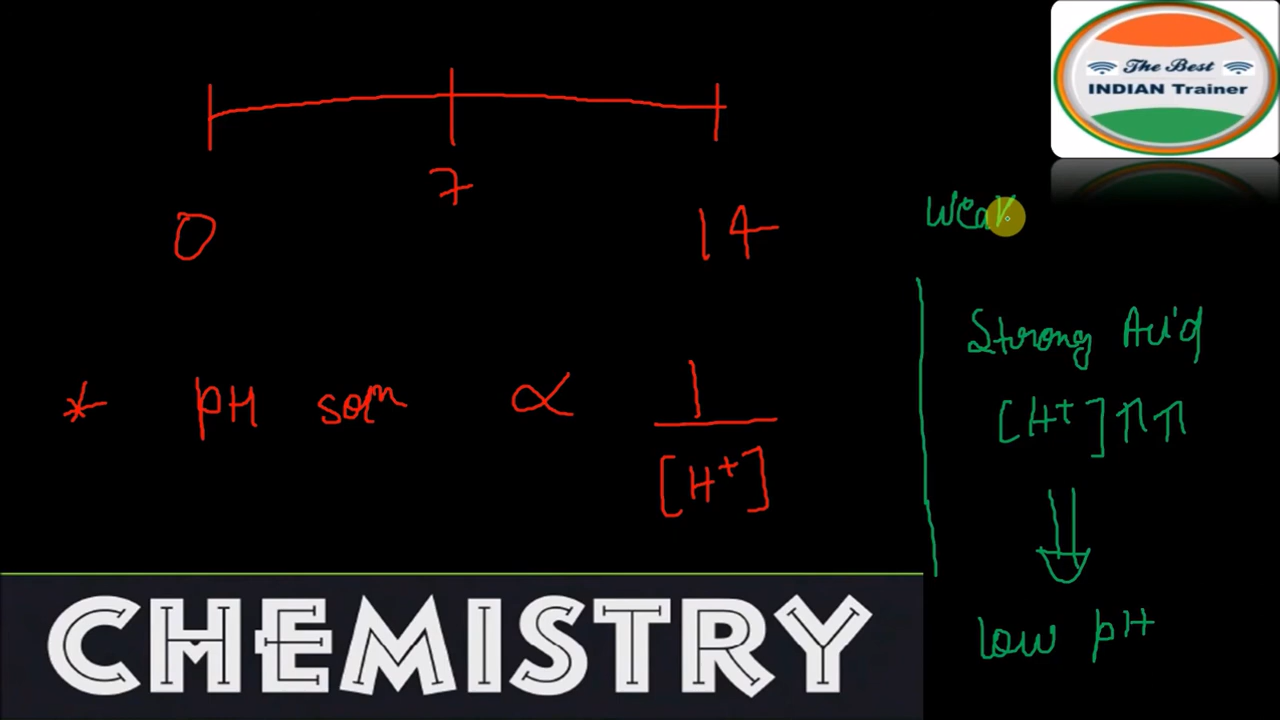 The Best
INDIAN Trainer
7
0
14
Weak
Strong Acid
[H+]↑↑
* pH soln ∝ 1
[H+]
low pH
CHEMISTRY